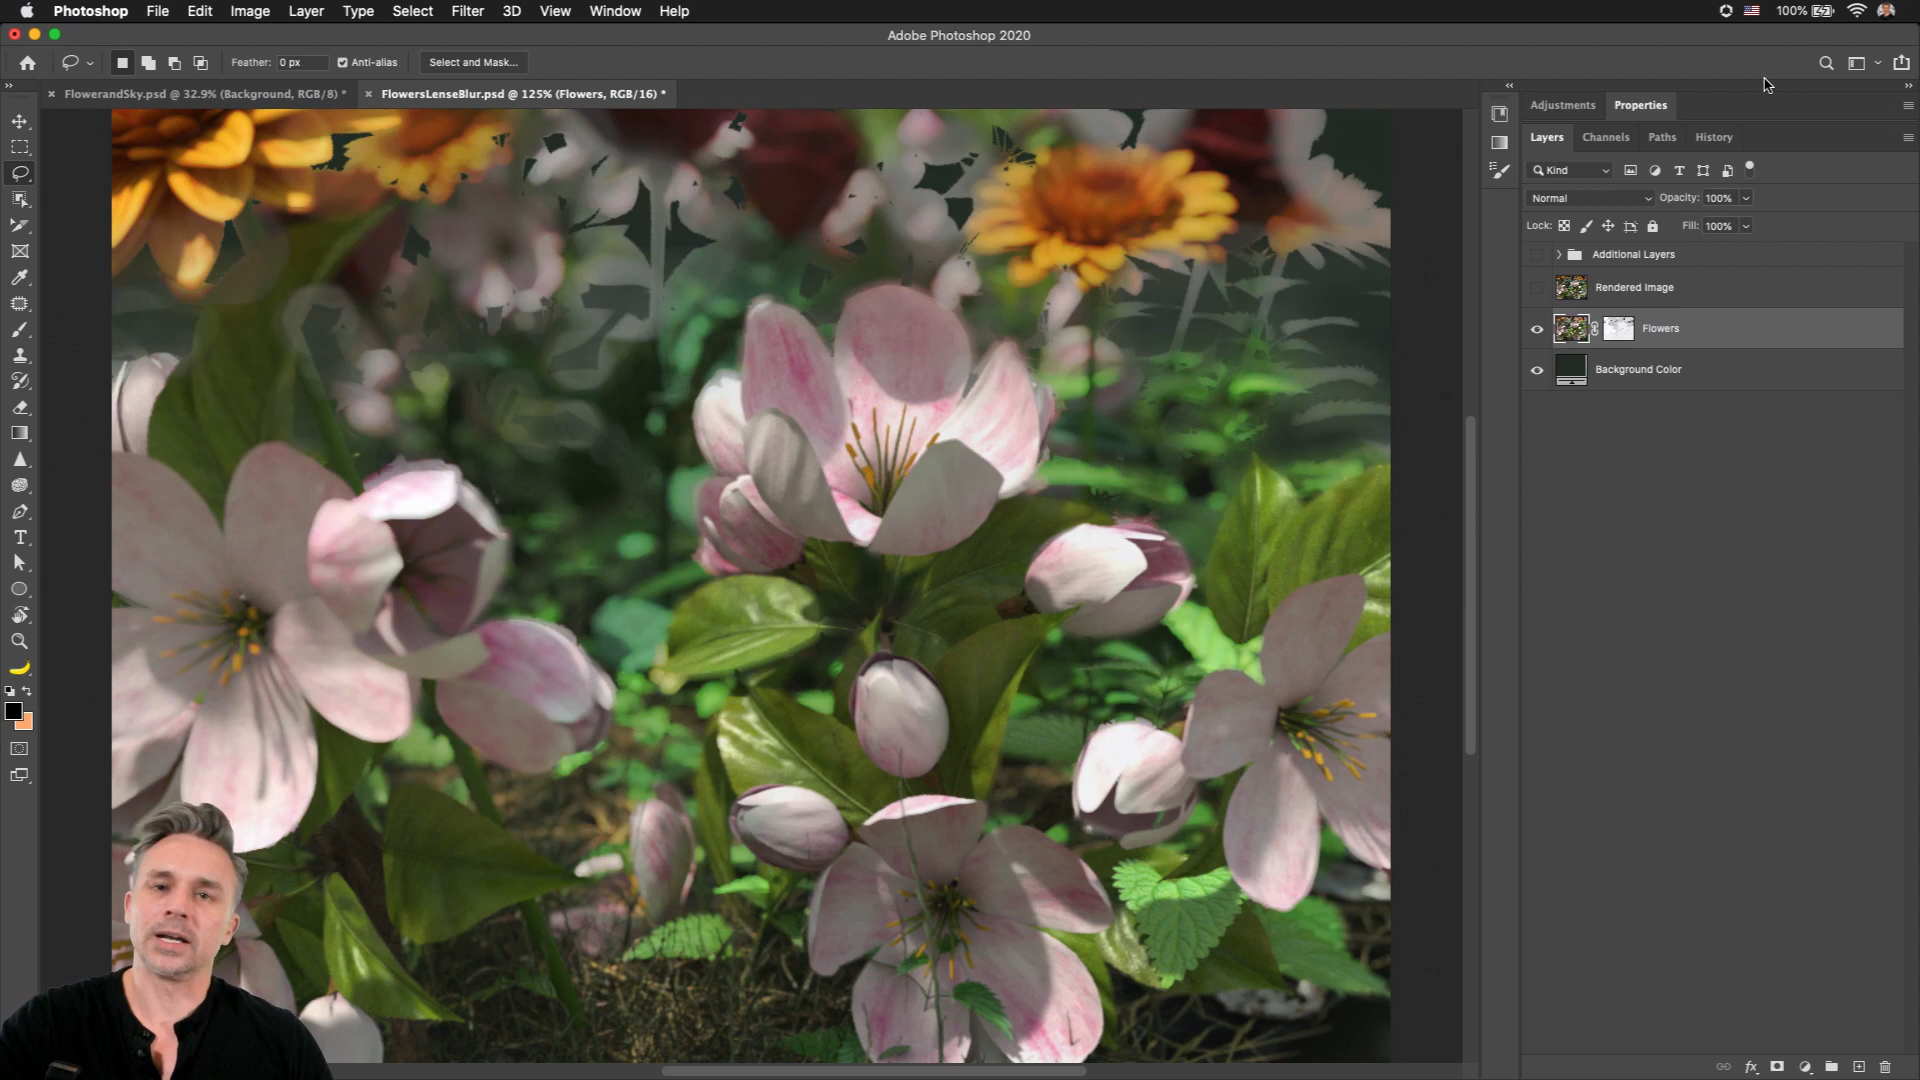 Photoshop File Edit Image Layer Type Select Filter 3D View Window Help 100%
Adobe Photoshop 2020
Feather: 0 px Anti-alias Select and Mask...
FlowerandSky.psd @ 32.9% (Background, RGB/8) * FlowersLenseBlur.psd @ 125% (Flowers, RGB/16) *
Adjustments Properties
Layers Channels Paths History
Kind
Normal Opacity: 100%
Lock: Fill: 100%
Additional Layers
Rendered Image
Flowers
Background Color